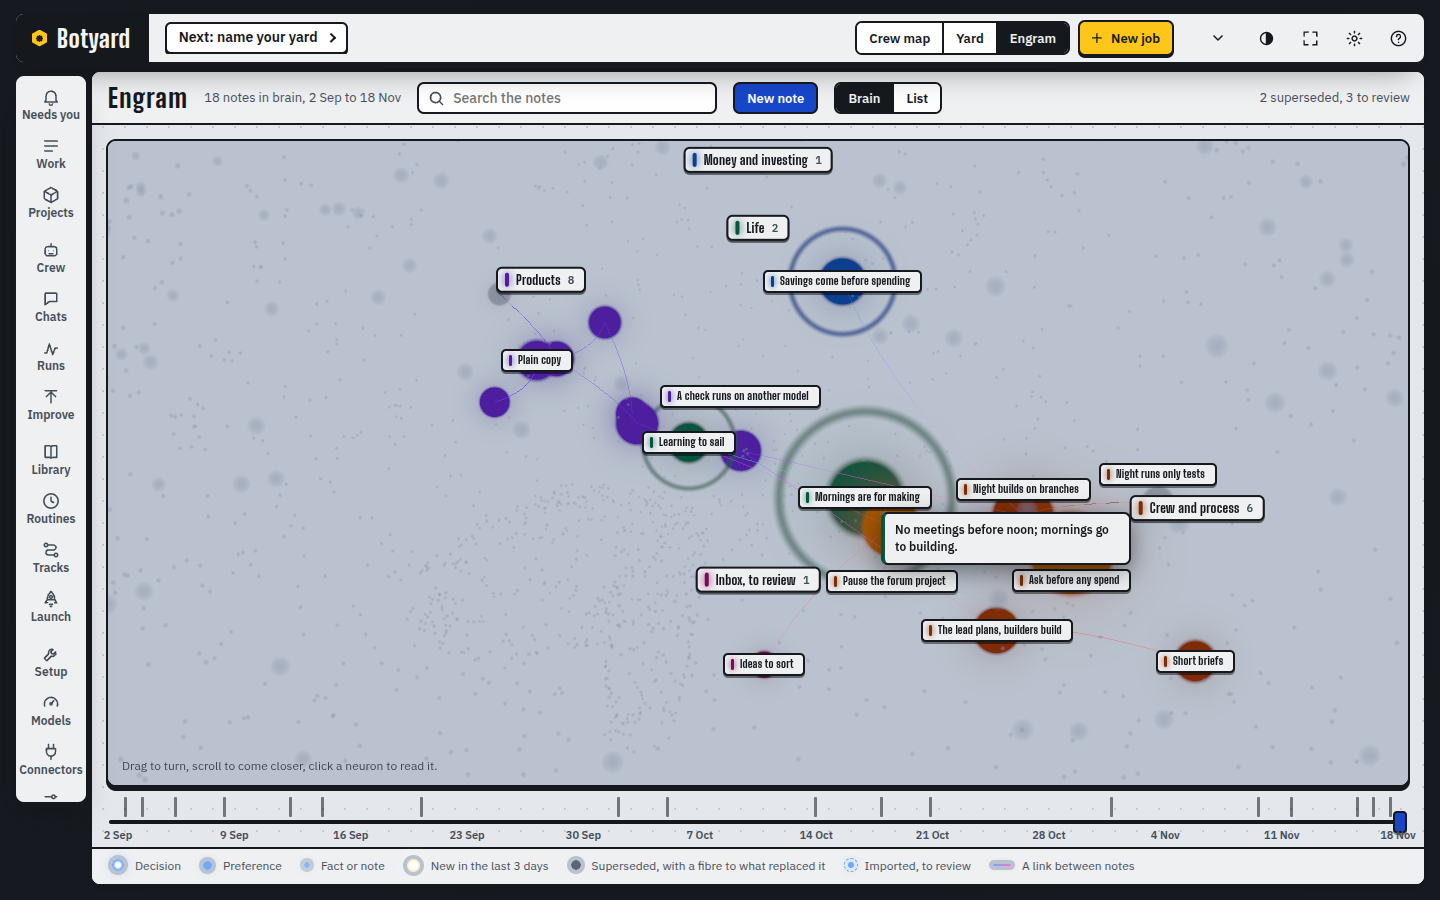 Botyard
Next: name your yard
Crew map
Yard
Engram
New job
Needs you
Work
Projects
Crew
Chats
Runs
Improve
Library
Routines
Tracks
Launch
Setup
Models
Connectors
Engram
18 notes in brain, 2 Sep to 18 Nov
Search the notes
New note
Brain
List
2 superseded, 3 to review
Money and investing 1
Life 2
Products 8
Savings come before spending
Plain copy
A check runs on another model
Learning to sail
Night runs only tests
Night builds on branches
Mornings are for making
Crew and process 6
No meetings before noon; mornings go
to building.
Inbox, to review 1
Pause the forum project
Ask before any spend
The lead plans, builders build
Ideas to sort
Short briefs
Drag to turn, scroll to come closer, click a neuron to read it.
2 Sep
9 Sep
16 Sep
23 Sep
30 Sep
7 Oct
14 Oct
21 Oct
28 Oct
4 Nov
11 Nov
18 Nov
Decision
Preference
Fact or note
New in the last 3 days
Superseded, with a fibre to what replaced it
Imported, to review
A link between notes